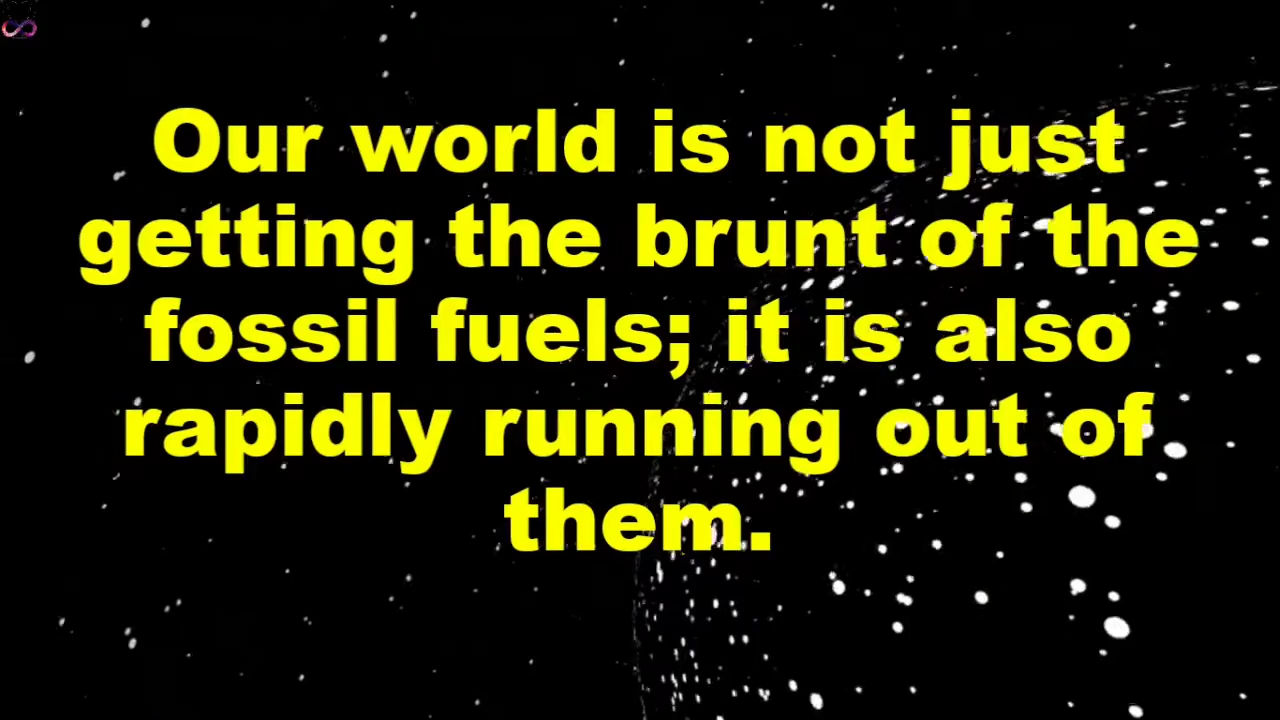 Our world is not just
getting the brunt of the
fossil fuels; it is also
rapidly running out of
them.